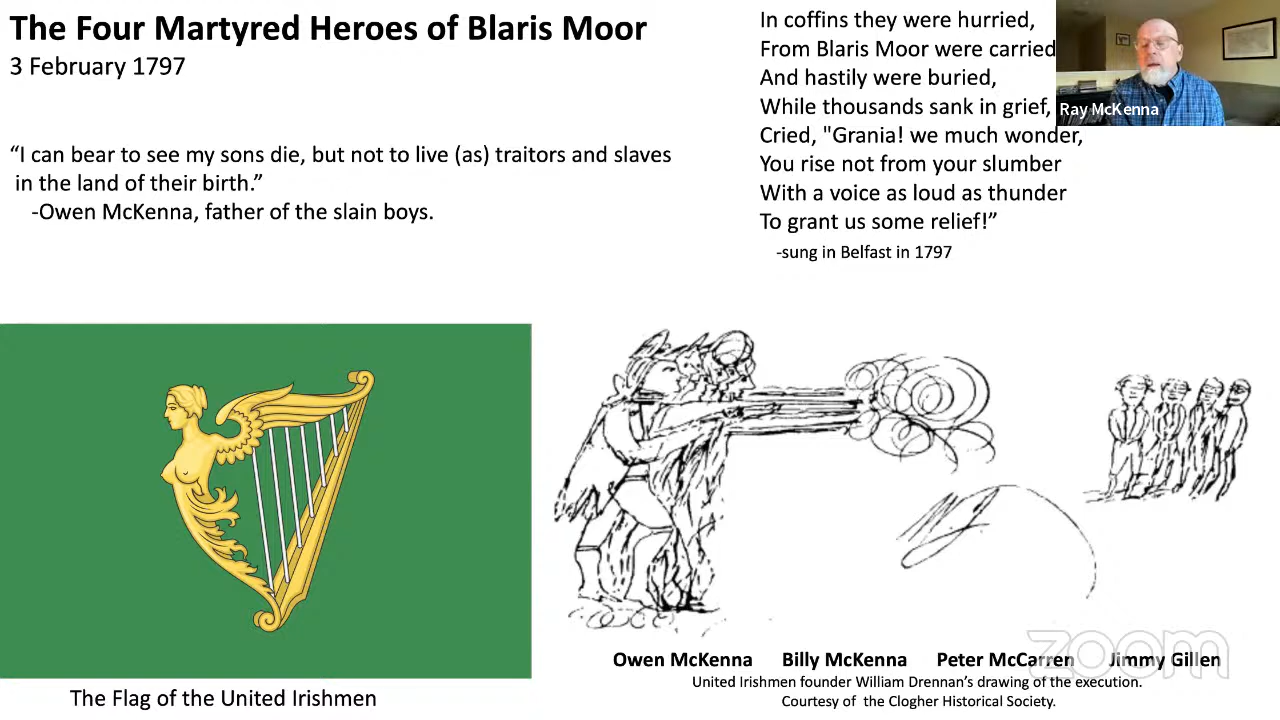 The Four Martyred Heroes of Blaris Moor
3 February 1797
“I can bear to see my sons die, but not to live (as) traitors and slaves
in the land of their birth.”
-Owen McKenna, father of the slain boys.
In coffins they were hurried,
From Blaris Moor were carried
And hastily were buried,
While thousands sank in grief,
Cried, "Grania! we much wonder,
You rise not from your slumber
With a voice as loud as thunder
To grant us some relief!”
-sung in Belfast in 1797
Ray McKenna
The Flag of the United Irishmen
Owen McKenna Billy McKenna Peter McCarren Jimmy Gillen
United Irishmen founder William Drennan’s drawing of the execution.
Courtesy of the Clogher Historical Society.
zoom